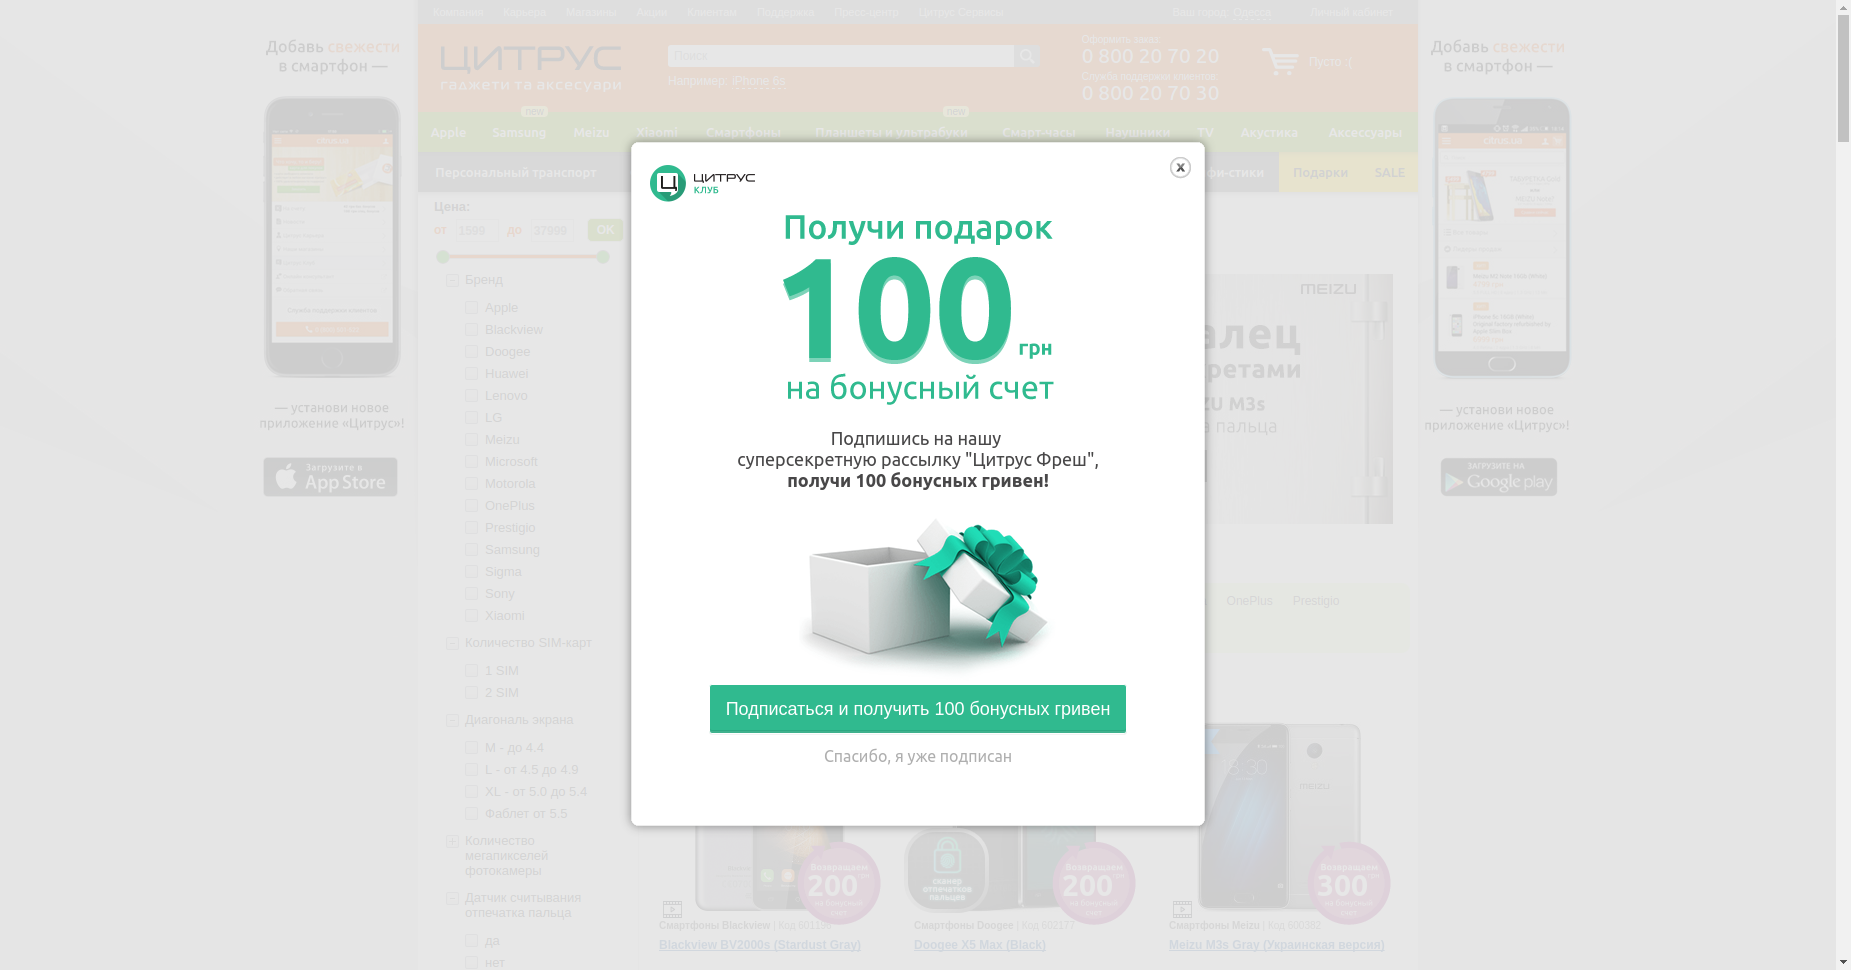 Компания Карьера Магазины Акции Клиентам Поддержка Пресс-центр Цитрус Сервисы Ваш город: Одесса Личный кабинет
Добавь свежести
в смартфон —
— установи новое
приложение «Цитрус»!
Загрузите в
App Store
ЦИТРУС
гаджети та аксесуари
Поиск
Например: iPhone 6s
Оформить заказ:
0 800 20 70 20
Служба поддержки клиентов:
0 800 20 70 30
Пусто :(
new
new
Apple Samsung Meizu Xiaomi Смартфоны Планшеты и ультрабуки Смарт-часы Наушники TV Акустика Аксессуары
Персональный транспорт
фи-стики Подарки SALE
Цена:
от 1599 до 37999 OK
Бренд
Apple
Blackview
Doogee
Huawei
Lenovo
LG
Meizu
Microsoft
Motorola
OnePlus
Prestigio
Samsung
Sigma
Sony
Xiaomi
Количество SIM-карт
1 SIM
2 SIM
Диагональ экрана
M - до 4.4
L - от 4.5 до 4.9
XL - от 5.0 до 5.4
Фаблет от 5.5
Количество
мегапикселей
фотокамеры
Датчик считывания
отпечатка пальца
да
нет
ЦИТРУС
КЛУБ
x
Получи подарок
100 грн
на бонусный счет
Подпишись на нашу
суперсекретную рассылку "Цитрус Фреш",
получи 100 бонусных гривен!
Подписаться и получить 100 бонусных гривен
Спасибо, я уже подписан
MEIZU
алец
ретами
ZU M3s
а пальца
OnePlus Prestigio
Возвращаем
200
на бонусный
счет
сканер
отпечатков
пальцев
Возвращаем
200
на бонусный
счет
MEIZU
Возвращаем
300
на бонусный
счет
Смартфоны Blackview | Код 601186
Blackview BV2000s (Stardust Gray)
Смартфоны Doogee | Код 602177
Doogee X5 Max (Black)
Смартфоны Meizu | Код 600382
Meizu M3s Gray (Украинская версия)
Добавь свежести
в смартфон —
— установи новое
приложение «Цитрус»!
ЗАГРУЗИТЕ НА
Google play